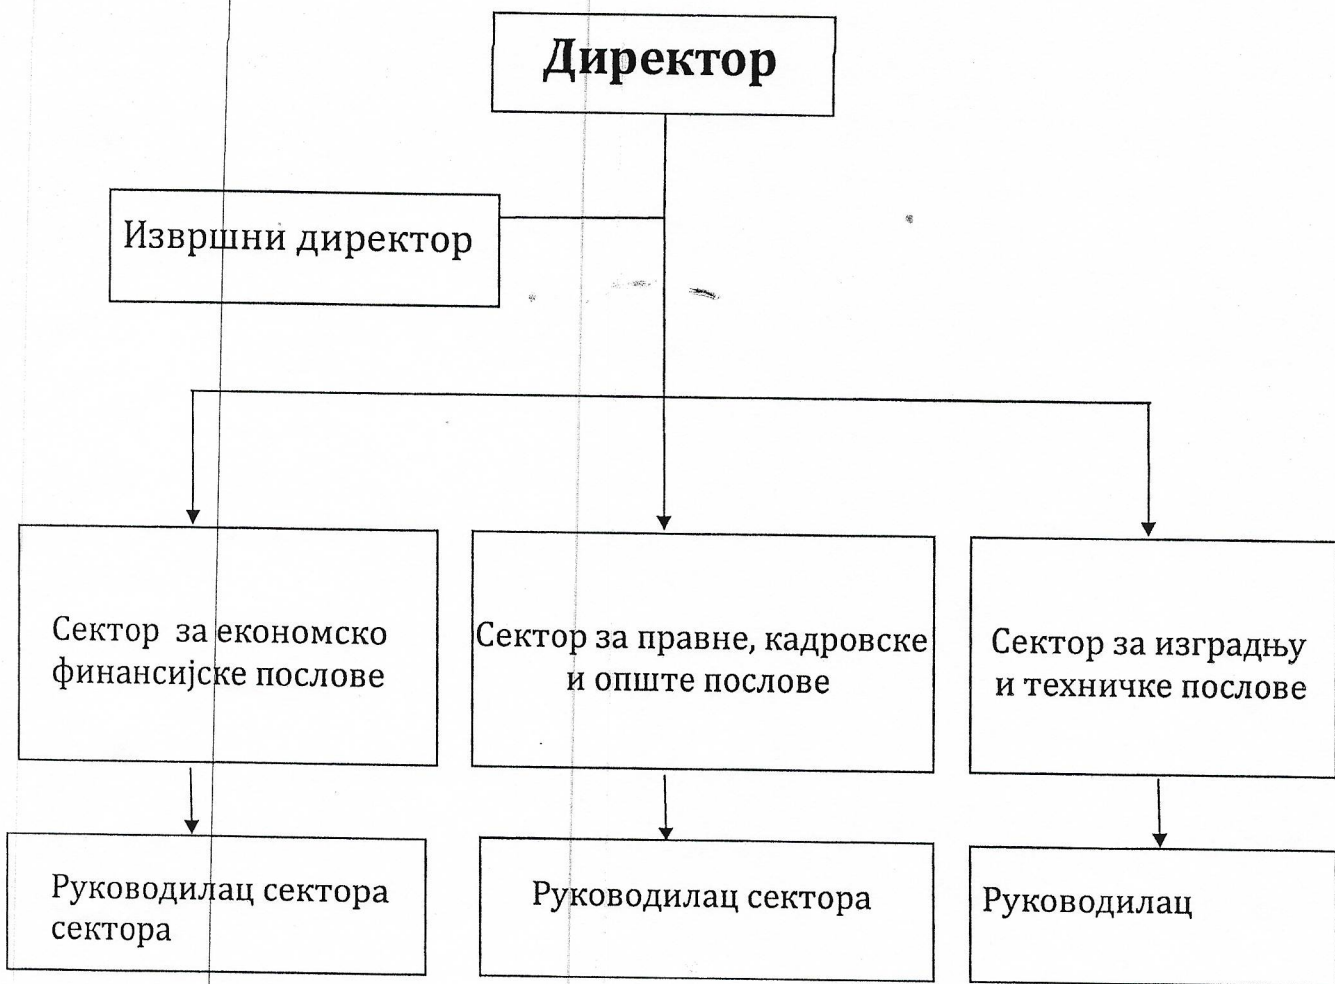 Директор
Извршни директор
Сектор за економско
финансијске послове
Сектор за правне, кадровске
и опште послове
Сектор за изградњу
и техничке послове
Руководилац сектора
сектора
Руководилац сектора
Руководилац